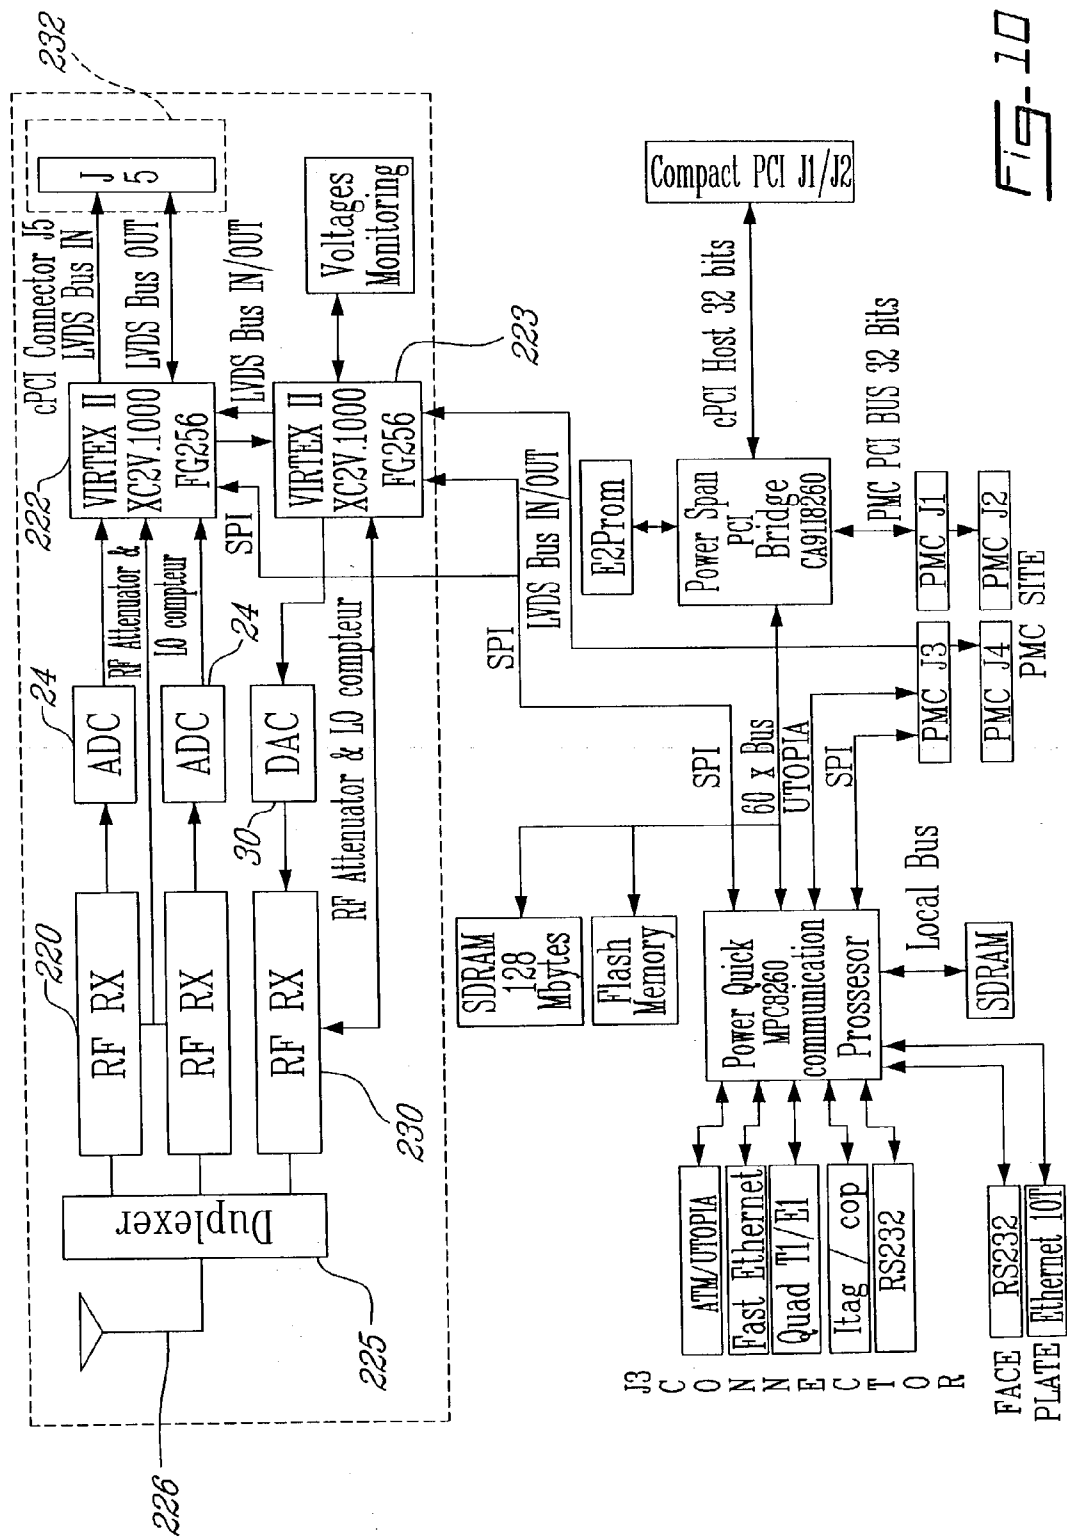 232
J
5
cPCI Connector J5
LVDS Bus IN
LVDS Bus OUT
222
VIRTEX II
XC2V.1000
FG256
LVDS Bus IN/OUT
Voltages
Monitoring
223
VIRTEX II
XC2V.1000
FG256
24
ADC
RF Attenuator &
LO compteur
24
ADC
SPI
30
DAC
RF Attenuator & LO compteur
220
RF RX
RF RX
RF RX
230
Duplexer
225
226
SPI
LVDS Bus IN/OUT
E2Prom
Power Span
PCI
Bridge
CA9118260
cPCI Host 32 bits
Compact PCI J1/J2
PMC PCI BUS 32 Bits
PMC J1
PMC J2
PMC J3
PMC J4
PMC SITE
SPI
60 x Bus
UTOPIA
SPI
SDRAM
128
Mbytes
Flash
Memory
Power Quick
MPC8260
communication
Prossesor
Local Bus
SDRAM
ATM/UTOPIA
Fast Ethernet
Quad T1/E1
Itag / cop
RS232
J3
C
O
N
N
E
C
T
O
R
RS232
Ethernet 10T
FACE
PLATE
Fig- 10